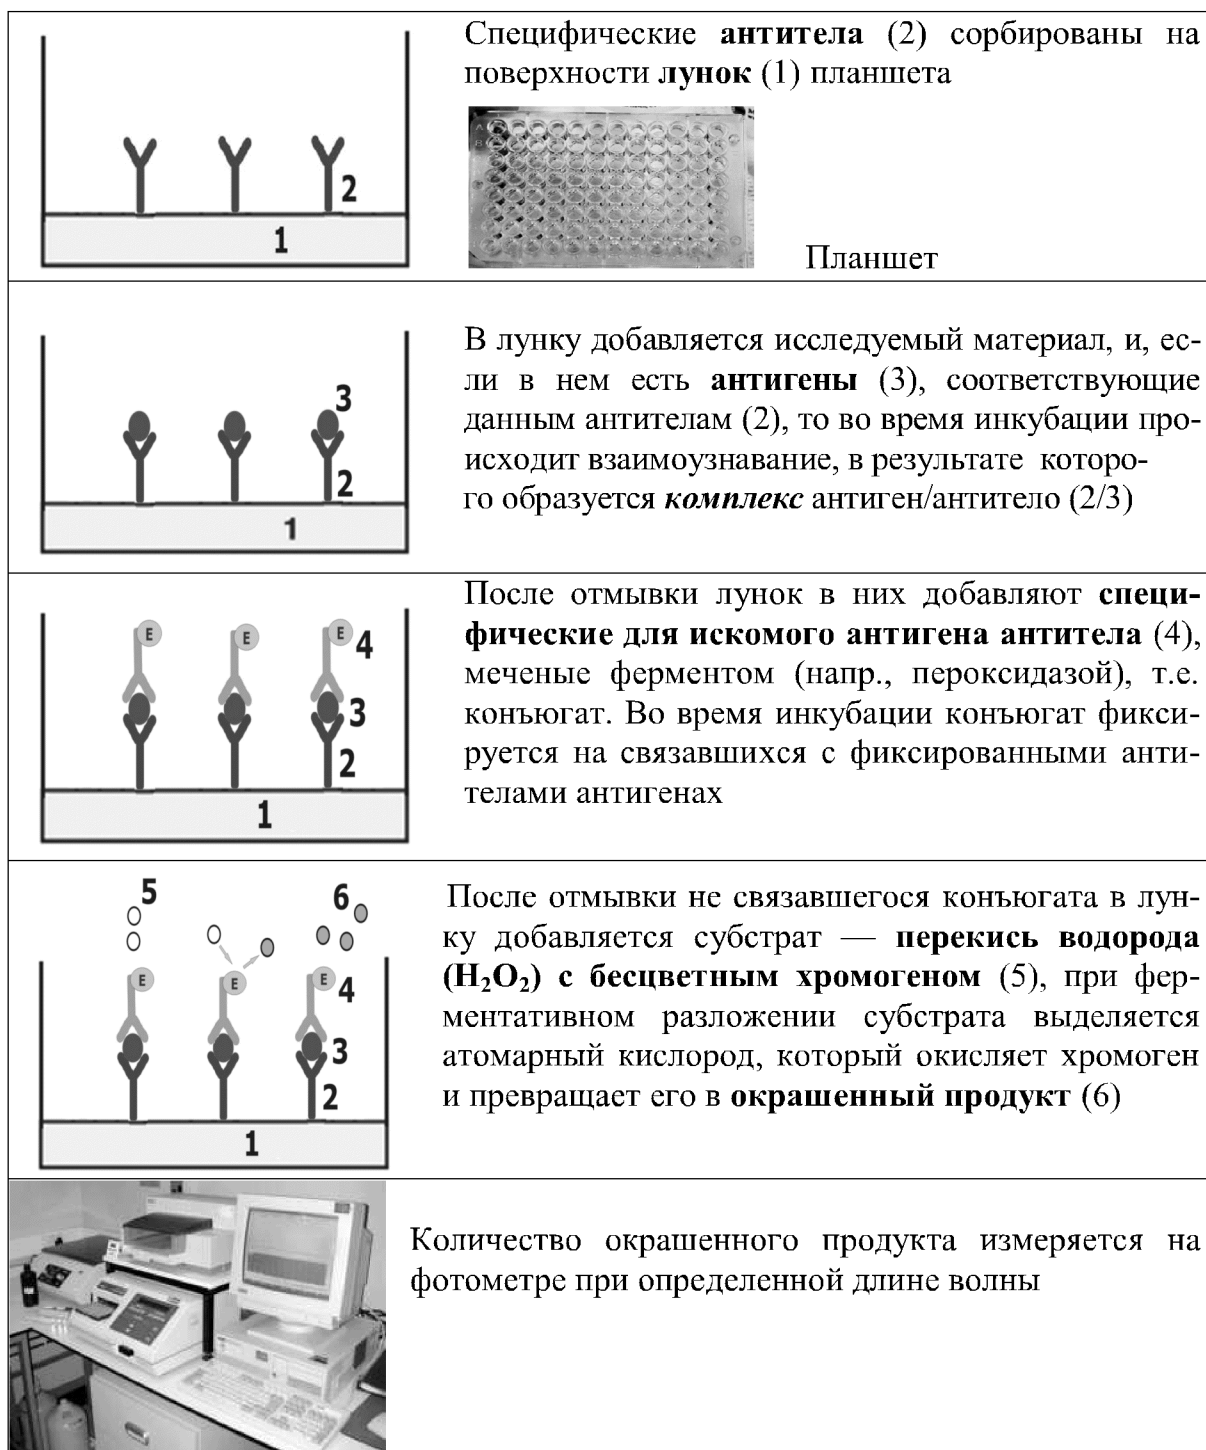 Специфические антитела (2) сорбированы на
поверхности лунок (1) планшета
2
1
Планшет
В лунку добавляется исследуемый материал, и, ес-
ли в нем есть антигены (3), соответствующие
данным антителам (2), то во время инкубации про-
исходит взаимоузнавание, в результате которо-
го образуется комплекс антиген/антитело (2/3)
3
2
1
После отмывки лунок в них добавляют специ-
фические для искомого антигена антитела (4),
меченые ферментом (напр., пероксидазой), т.е.
конъюгат. Во время инкубации конъюгат фикси-
руется на связавшихся с фиксированными анти-
телами антигенах
E E E 4
3
2
1
После отмывки не связавшегося конъюгата в лун-
ку добавляется субстрат — перекись водорода
(H₂O₂) с бесцветным хромогеном (5), при фер-
ментативном разложении субстрата выделяется
атомарный кислород, который окисляет хромоген
и превращает его в окрашенный продукт (6)
5 6
E E E 4
3
2
1
Количество окрашенного продукта измеряется на
фотометре при определенной длине волны